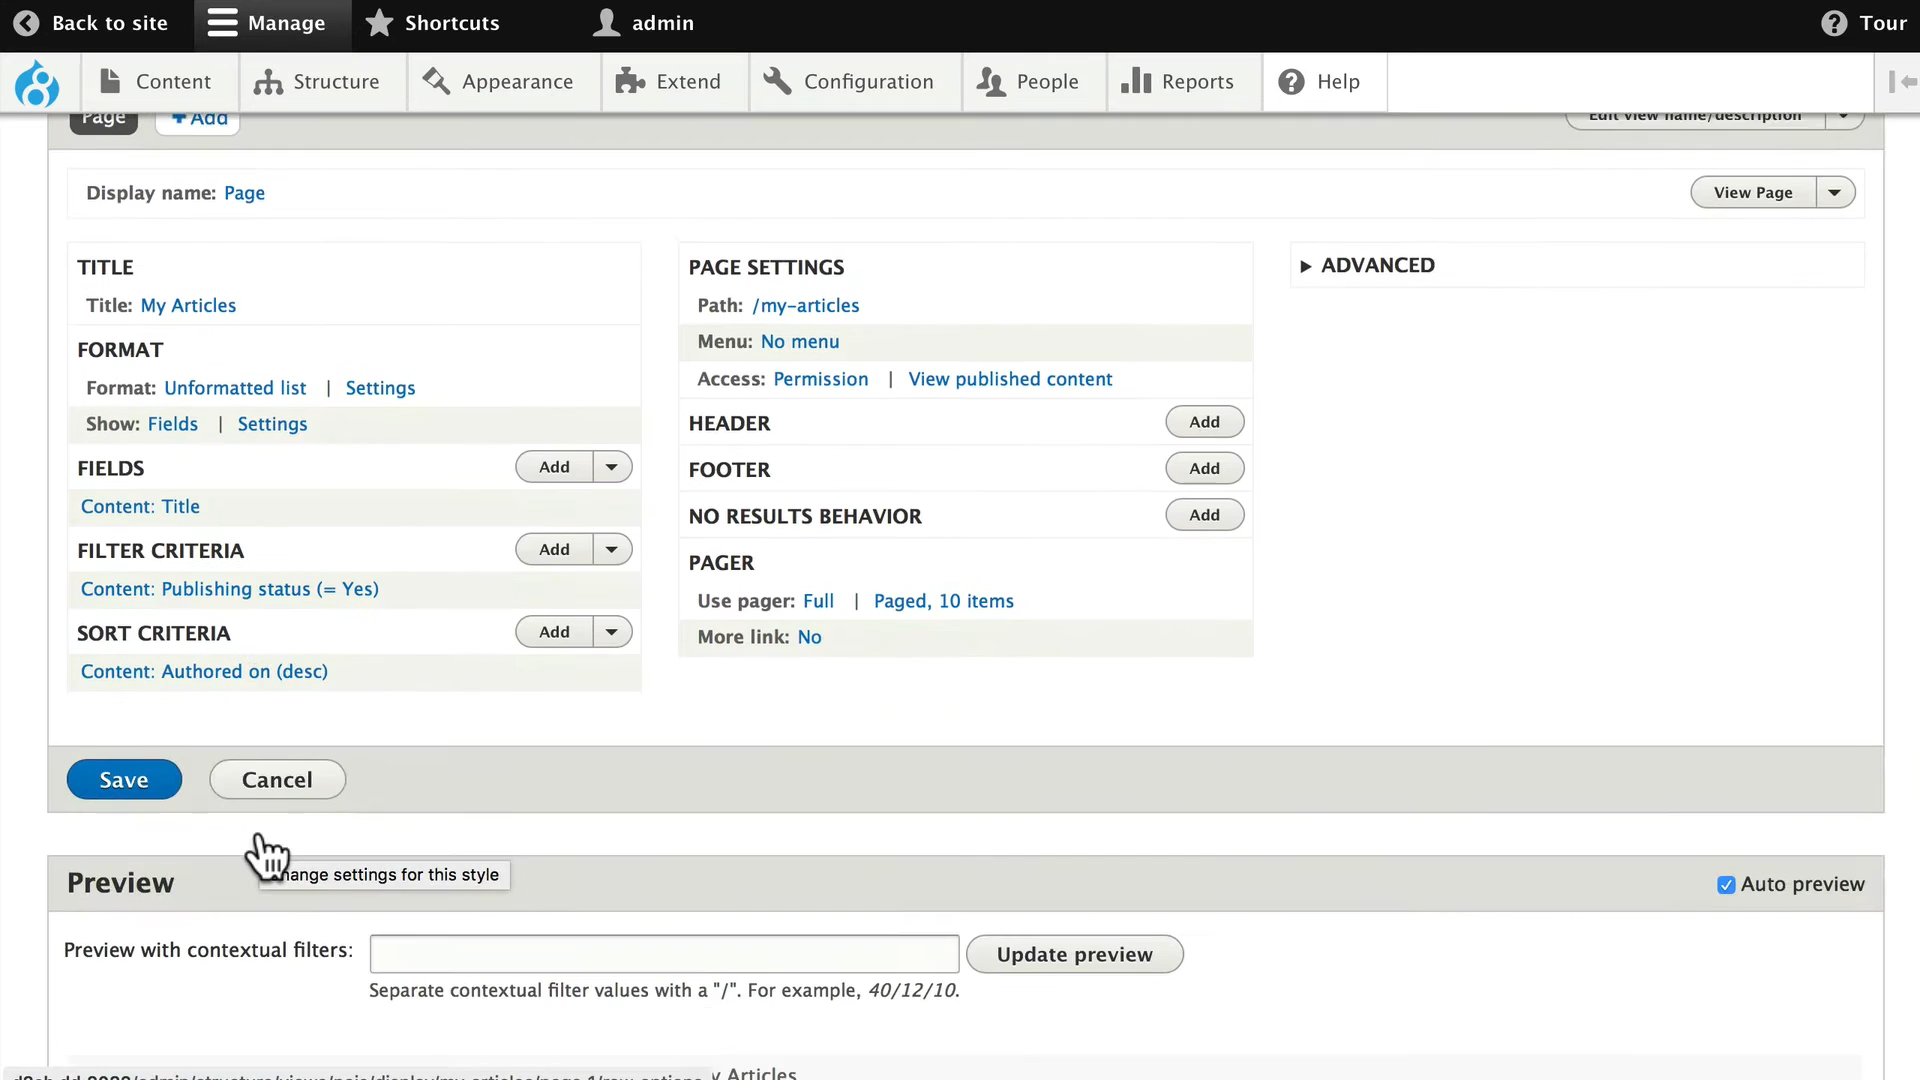 Back to site Manage Shortcuts admin Tour
Content Structure Appearance Extend Configuration People Reports Help
Page + Add Edit view name/description
Display name: Page View Page
TITLE
Title: My Articles
FORMAT
Format: Unformatted list | Settings
Show: Fields | Settings
FIELDS Add
Content: Title
FILTER CRITERIA Add
Content: Publishing status (= Yes)
SORT CRITERIA Add
Content: Authored on (desc)
PAGE SETTINGS
Path: /my-articles
Menu: No menu
Access: Permission | View published content
HEADER Add
FOOTER Add
NO RESULTS BEHAVIOR Add
PAGER
Use pager: Full | Paged, 10 items
More link: No
ADVANCED
Save Cancel
hange settings for this style
Preview Auto preview
Preview with contextual filters: Update preview
Separate contextual filter values with a "/". For example, 40/12/10.
Articles